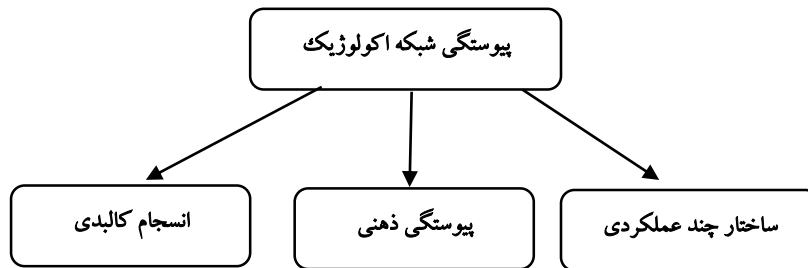 پیوستگی شبکه اکولوژیک
ساختار چند عملکردی
پیوستگی ذهنی
انسجام کالبدی